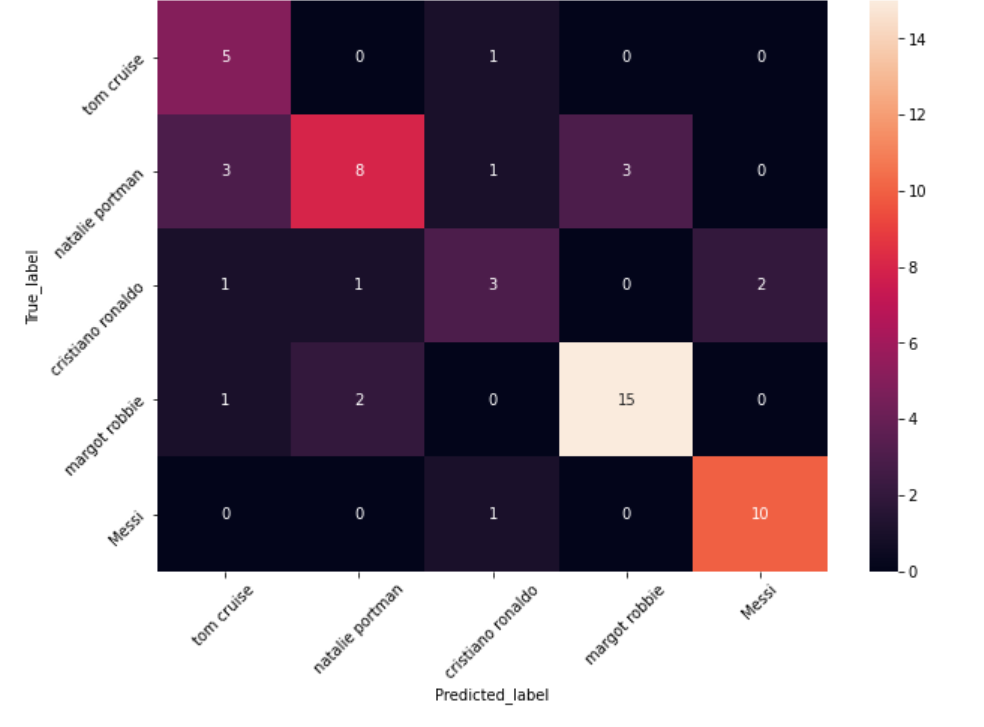 14
tom cruise 5 0 1 0 0
12
natalie portman 3 8 1 3 0
10
8
True_label
cristiano ronaldo 1 1 3 0 2
6
margot robbie 1 2 0 15 0
4
2
Messi 0 0 1 0 10
0
tom cruise natalie portman cristiano ronaldo margot robbie Messi
Predicted_label